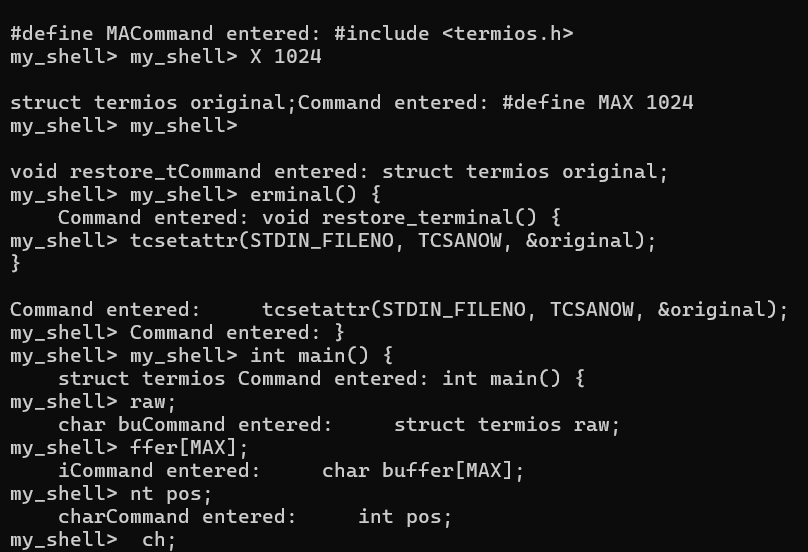 #define MACommand entered: #include <termios.h>
my_shell> my_shell> X 1024
struct termios original;Command entered: #define MAX 1024
my_shell> my_shell>
void restore_tCommand entered: struct termios original;
my_shell> my_shell> erminal() {
    Command entered: void restore_terminal() {
my_shell> tcsetattr(STDIN_FILENO, TCSANOW, &original);
}
Command entered:     tcsetattr(STDIN_FILENO, TCSANOW, &original);
my_shell> Command entered: }
my_shell> my_shell> int main() {
    struct termios Command entered: int main() {
my_shell> raw;
    char buCommand entered:     struct termios raw;
my_shell> ffer[MAX];
    iCommand entered:     char buffer[MAX];
my_shell> nt pos;
    charCommand entered:     int pos;
my_shell>  ch;